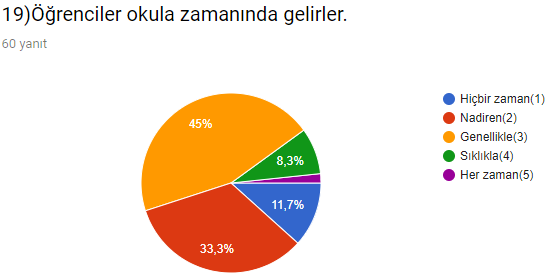 19)Öğrenciler okula zamanında gelirler.
60 yanıt
45%
8,3%
11,7%
33,3%
Hiçbir zaman(1)
Nadiren(2)
Genellikle(3)
Sıklıkla(4)
Her zaman(5)